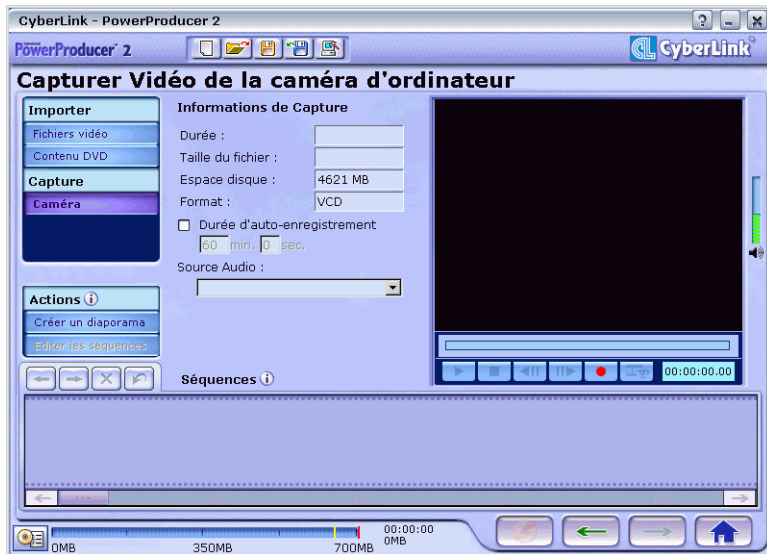 CyberLink - PowerProducer 2
PowerProducer 2
CyberLink
Capturer Vidéo de la caméra d'ordinateur
Importer
Fichiers vidéo
Contenu DVD
Capture
Caméra
Informations de Capture
Durée :
Taille du fichier :
Espace disque : 4621 MB
Format : VCD
Durée d'auto-enregistrement
60 min. 0 sec.
Source Audio :
Actions
Créer un diaporama
Editer les séquences
Séquences
00:00:00.00
0MB
350MB
700MB
00:00:00
0MB